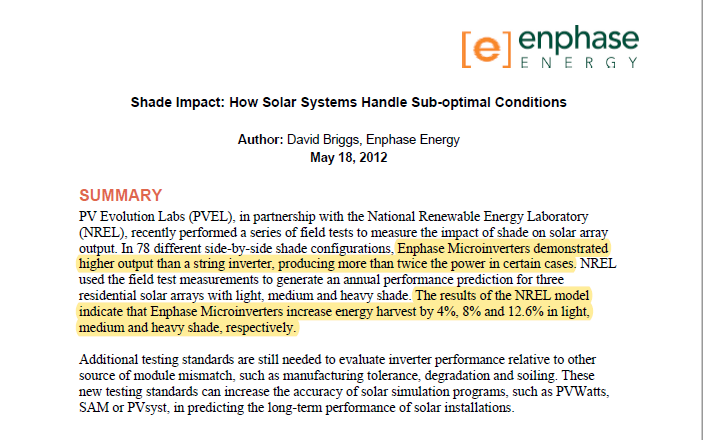 [e] enphase
ENERGY
Shade Impact: How Solar Systems Handle Sub-optimal Conditions
Author: David Briggs, Enphase Energy
May 18, 2012
SUMMARY
PV Evolution Labs (PVEL), in partnership with the National Renewable Energy Laboratory
(NREL), recently performed a series of field tests to measure the impact of shade on solar array
output. In 78 different side-by-side shade configurations, Enphase Microinverters demonstrated
higher output than a string inverter, producing more than twice the power in certain cases. NREL
used the field test measurements to generate an annual performance prediction for three
residential solar arrays with light, medium and heavy shade. The results of the NREL model
indicate that Enphase Microinverters increase energy harvest by 4%, 8% and 12.6% in light,
medium and heavy shade, respectively.
Additional testing standards are still needed to evaluate inverter performance relative to other
source of module mismatch, such as manufacturing tolerance, degradation and soiling. These
new testing standards can increase the accuracy of solar simulation programs, such as PVWatts,
SAM or PVsyst, in predicting the long-term performance of solar installations.